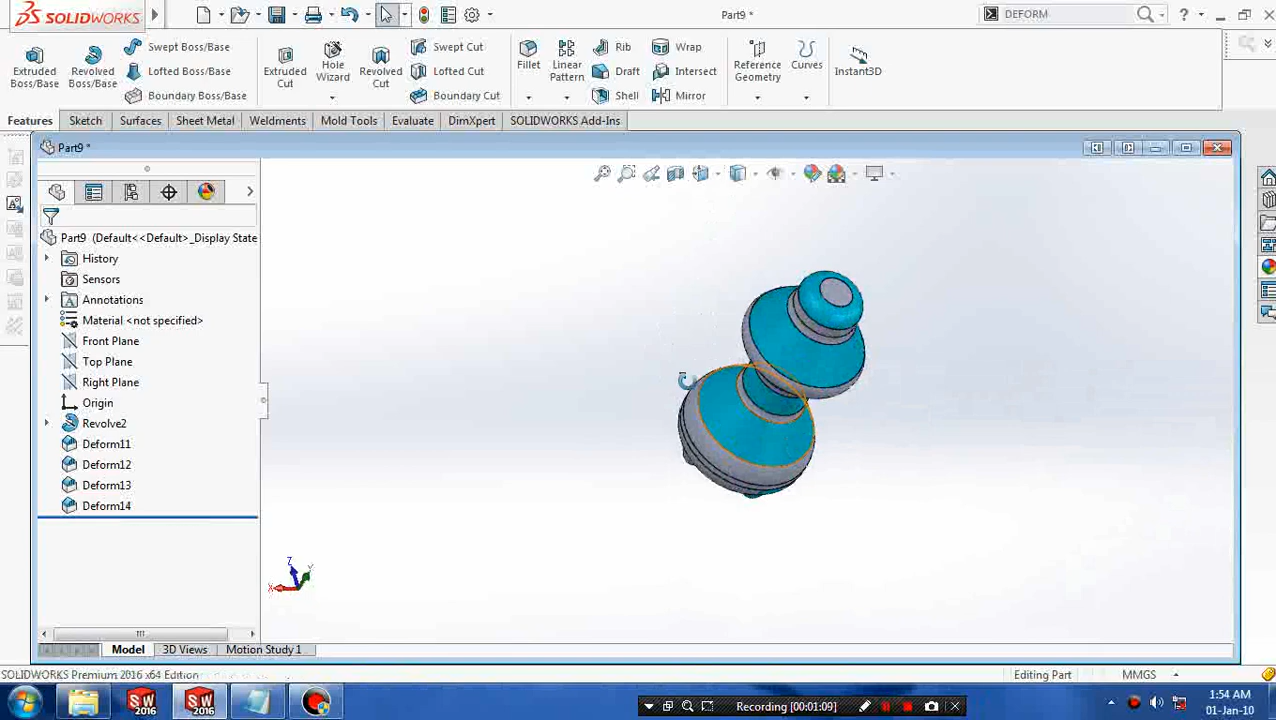 SOLIDWORKS
Part9 *
DEFORM
Extruded Boss/Base
Revolved Boss/Base
Swept Boss/Base
Lofted Boss/Base
Boundary Boss/Base
Extruded Cut
Hole Wizard
Revolved Cut
Swept Cut
Lofted Cut
Boundary Cut
Fillet
Linear Pattern
Rib
Draft
Shell
Wrap
Intersect
Mirror
Reference Geometry
Curves
Instant3D
Features Sketch Surfaces Sheet Metal Weldments Mold Tools Evaluate DimXpert SOLIDWORKS Add-Ins
Part9 *
Part9 (Default<<Default>_Display State
History
Sensors
Annotations
Material <not specified>
Front Plane
Top Plane
Right Plane
Origin
Revolve2
Deform11
Deform12
Deform13
Deform14
Z
Y
X
Model 3D Views Motion Study 1
SOLIDWORKS Premium 2016 x64 Edition
Editing Part
MMGS
SW 2016
SW 2016
Recording [00:01:09]
1:54 AM
01-Jan-10